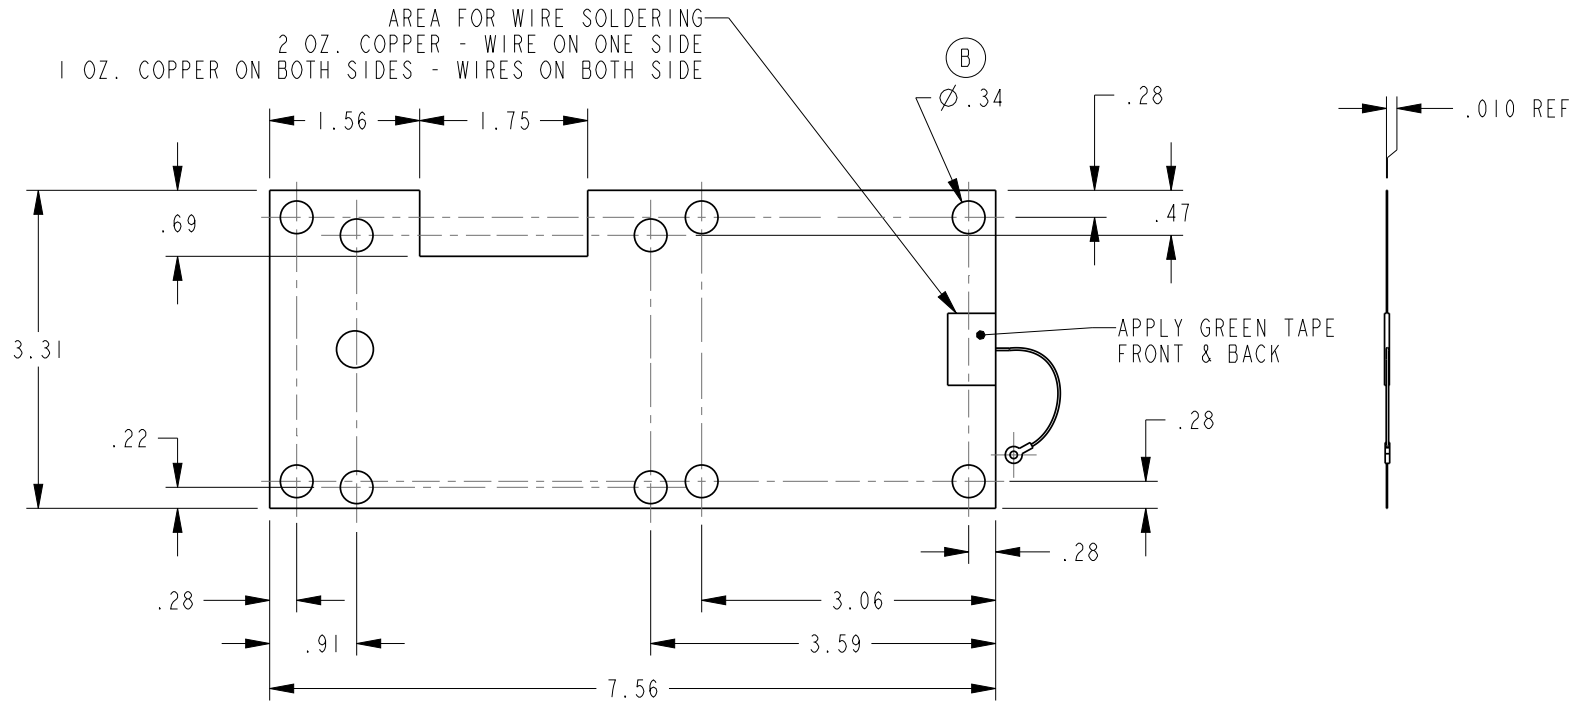 AREA FOR WIRE SOLDERING
2 OZ. COPPER - WIRE ON ONE SIDE
1 OZ. COPPER ON BOTH SIDES - WIRES ON BOTH SIDE
B
Ø.34
.28
.010 REF
1.56
1.75
.69
.47
3.31
APPLY GREEN TAPE
FRONT & BACK
.22
.28
.28
.28
3.06
.91
3.59
7.56